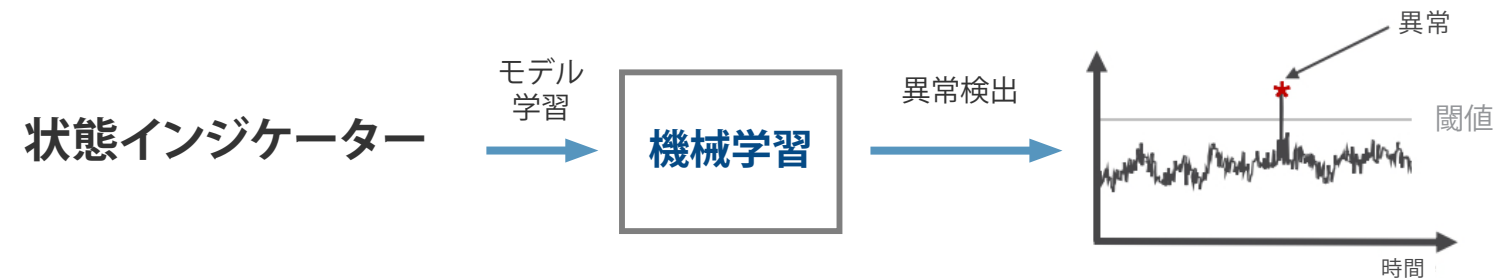 状態インジケーター
モデル
学習
機械学習
異常検出
異常
閾値
時間